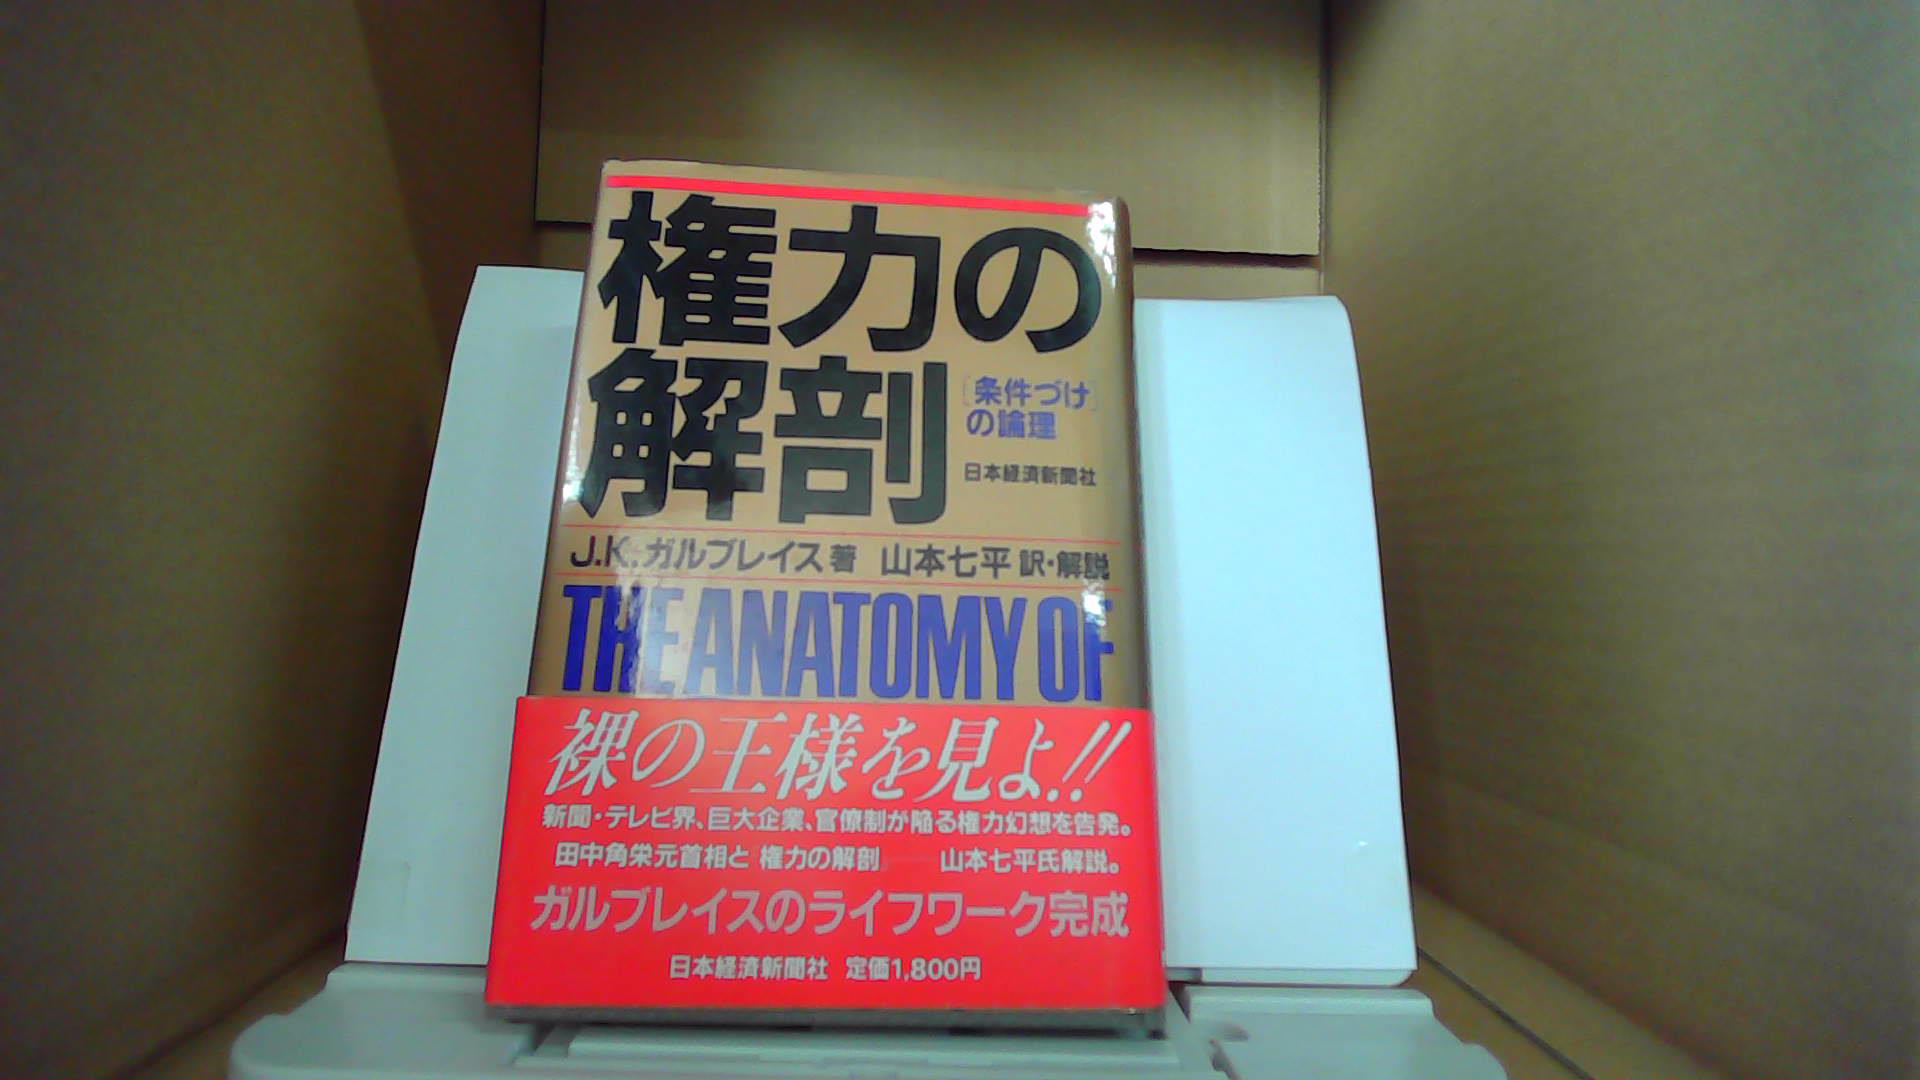 権力の
解剖
[条件づけ]
の論理
日本経済新聞社
J.K.ガルブレイス著 山本七平 訳・解説
THE ANATOMY OF
裸の王様を見よ!!
新聞・テレビ界、巨大企業、官僚制が陥る権力幻想を告発。
田中角栄元首相と 権力の解剖 山本七平氏解説。
ガルブレイスのライフワーク完成
日本経済新聞社 定価1,800円